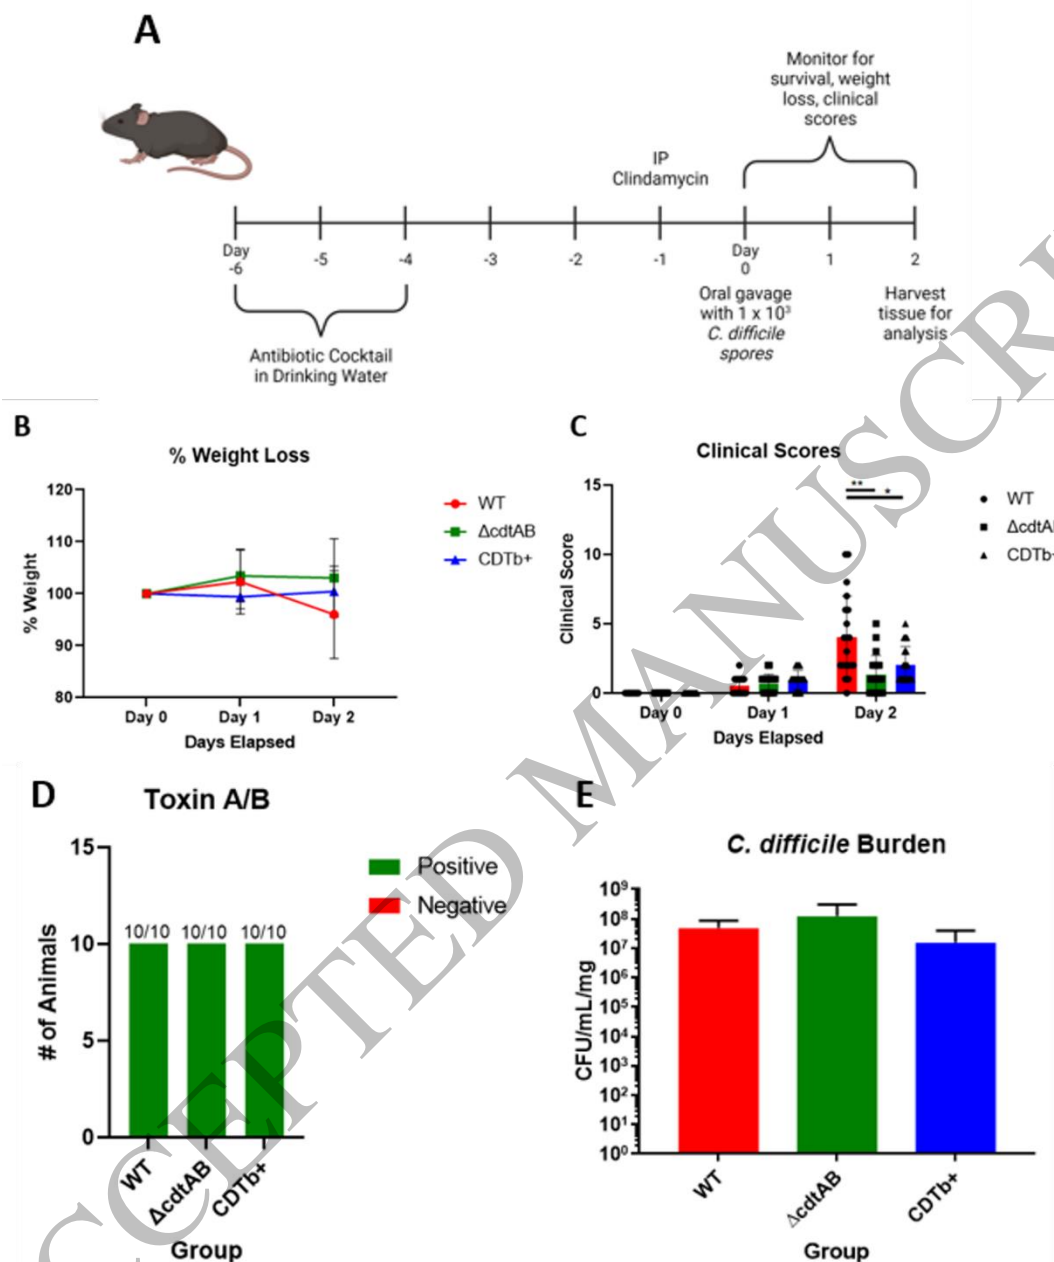 A
Monitor for
survival, weight
loss, clinical
scores
IP
Clindamycin
Day
-6
-5
-4
-3
-2
-1
Day
0
1
2
Antibiotic Cocktail
in Drinking Water
Oral gavage
with 1 x 10³
C. difficile
spores
Harvest
tissue for
analysis
B
% Weight Loss
% Weight
120
110
100
90
80
Day 0
Day 1
Day 2
Days Elapsed
WT
ΔcdtAB
CDTb+
C
Clinical Scores
Clinical Score
15
10
5
0
**
*
Day 0
Day 1
Day 2
Days Elapsed
WT
ΔcdtA
CDTb
D
Toxin A/B
# of Animals
15
10
5
0
10/10 10/10 10/10
WT
ΔcdtAB
CDTb+
Group
Positive
Negative
E
C. difficile Burden
CFU/mL/mg
10⁹
10⁸
10⁷
10⁶
10⁵
10⁴
10³
10²
10¹
10⁰
WT
ΔcdtAB
CDTb+
Group
CCEPTED MANUSCRI